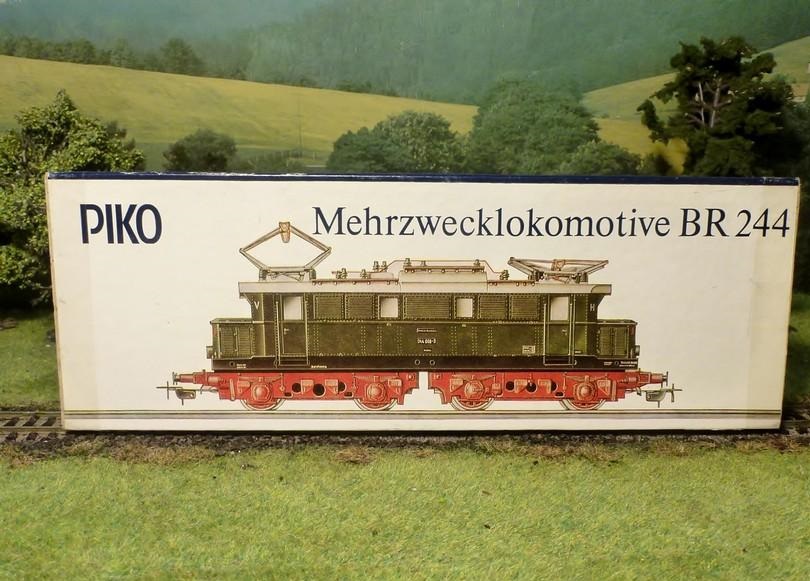 PIKO
Mehrzwecklokomotive BR 244
V
H